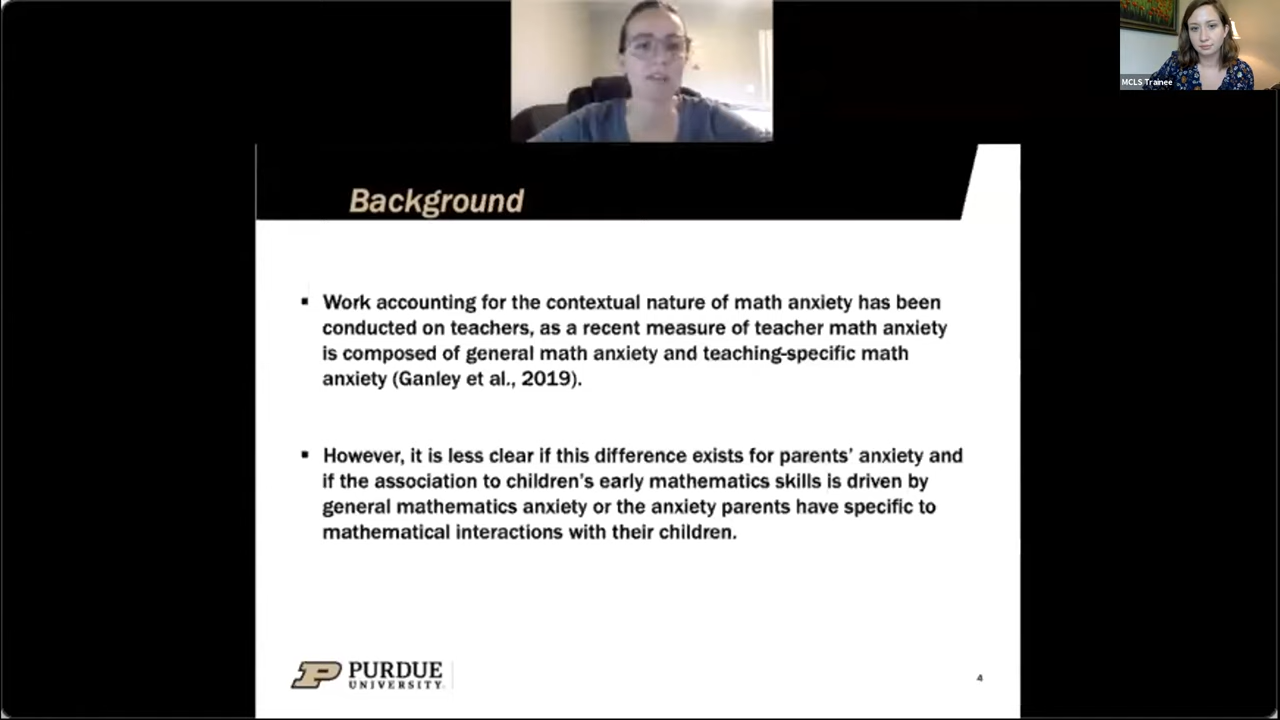 MCLS Trainee
Background
▪ Work accounting for the contextual nature of math anxiety has been
conducted on teachers, as a recent measure of teacher math anxiety
is composed of general math anxiety and teaching-specific math
anxiety (Ganley et al., 2019).
▪ However, it is less clear if this difference exists for parents’ anxiety and
if the association to children’s early mathematics skills is driven by
general mathematics anxiety or the anxiety parents have specific to
mathematical interactions with their children.
PURDUE
UNIVERSITY
4